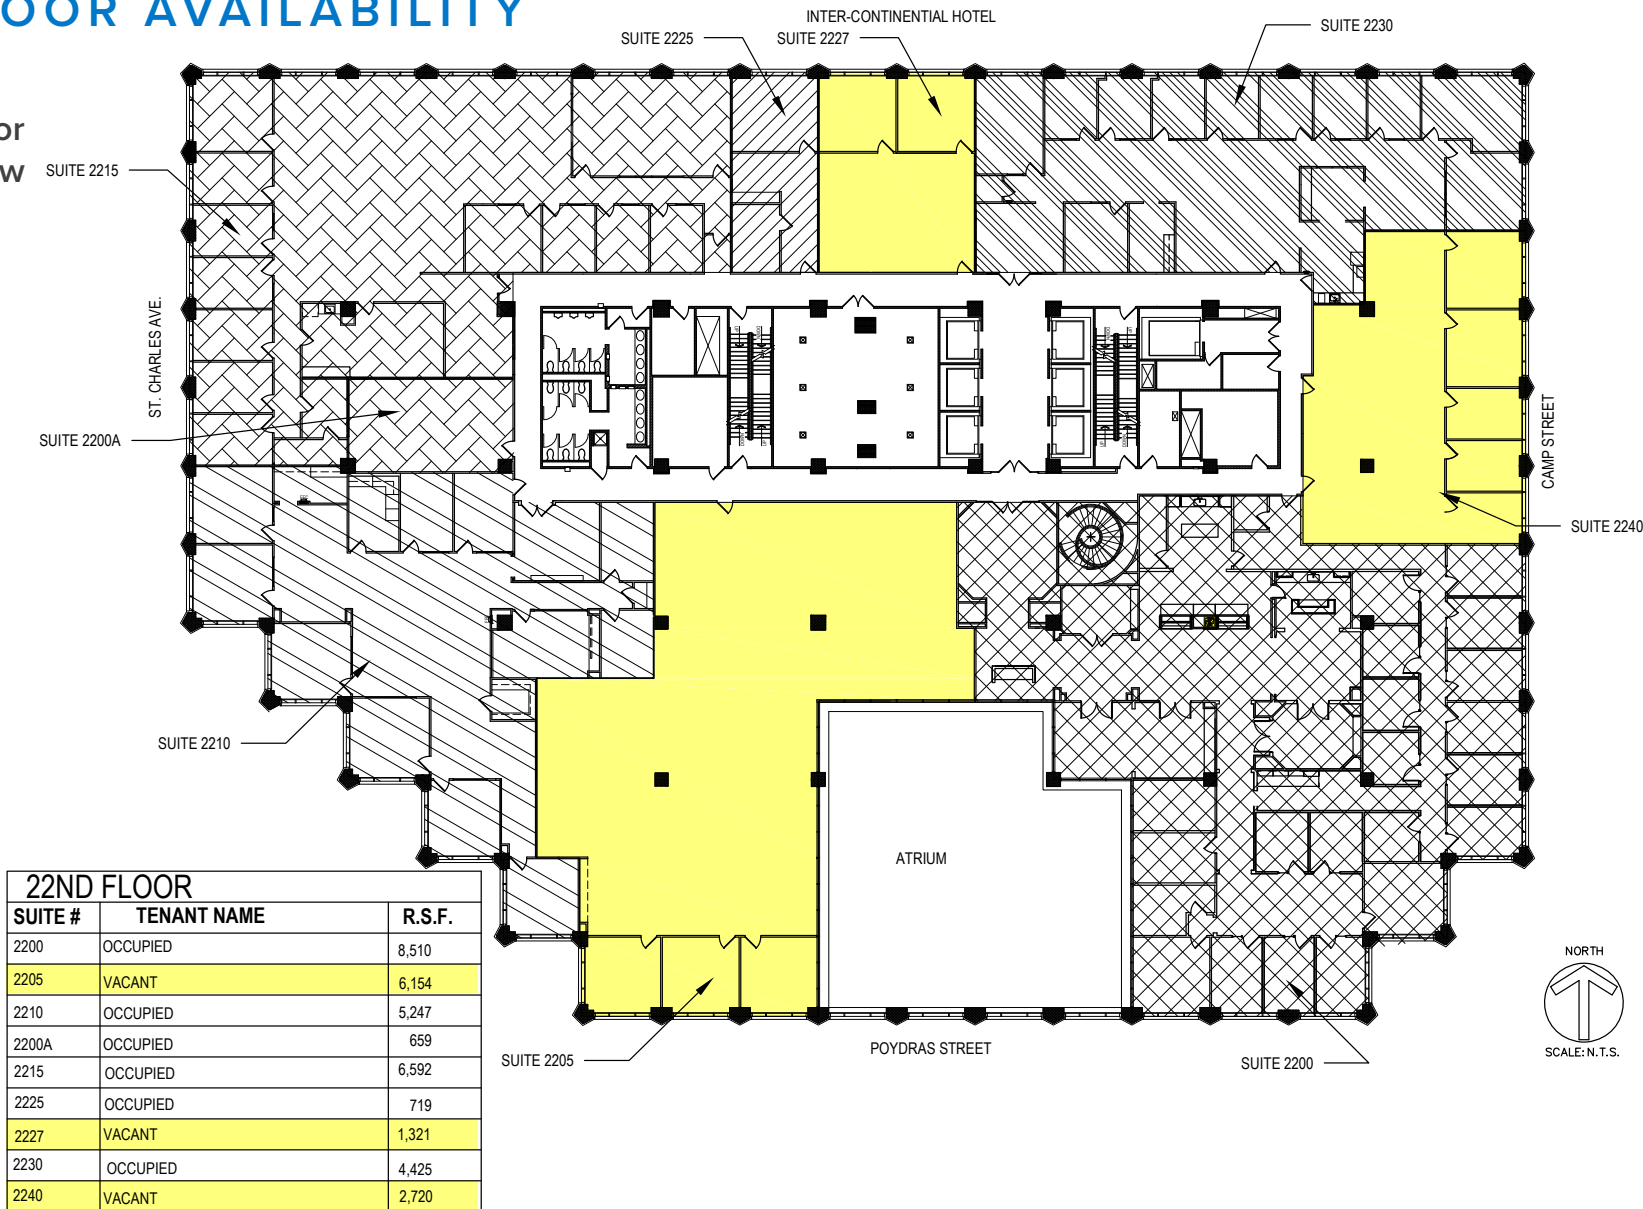 OOR AVAILABILITY
or
w
INTER-CONTINENTIAL HOTEL
SUITE 2225
SUITE 2227
SUITE 2230
SUITE 2215
ST. CHARLES AVE.
SUITE 2200A
CAMP STREET
SUITE 2240
SUITE 2210
ATRIUM
SUITE 2205
POYDRAS STREET
SUITE 2200
NORTH
SCALE: N.T.S.
22ND FLOOR
SUITE # TENANT NAME R.S.F.
2200 OCCUPIED 8,510
2205 VACANT 6,154
2210 OCCUPIED 5,247
2200A OCCUPIED 659
2215 OCCUPIED 6,592
2225 OCCUPIED 719
2227 VACANT 1,321
2230 OCCUPIED 4,425
2240 VACANT 2,720